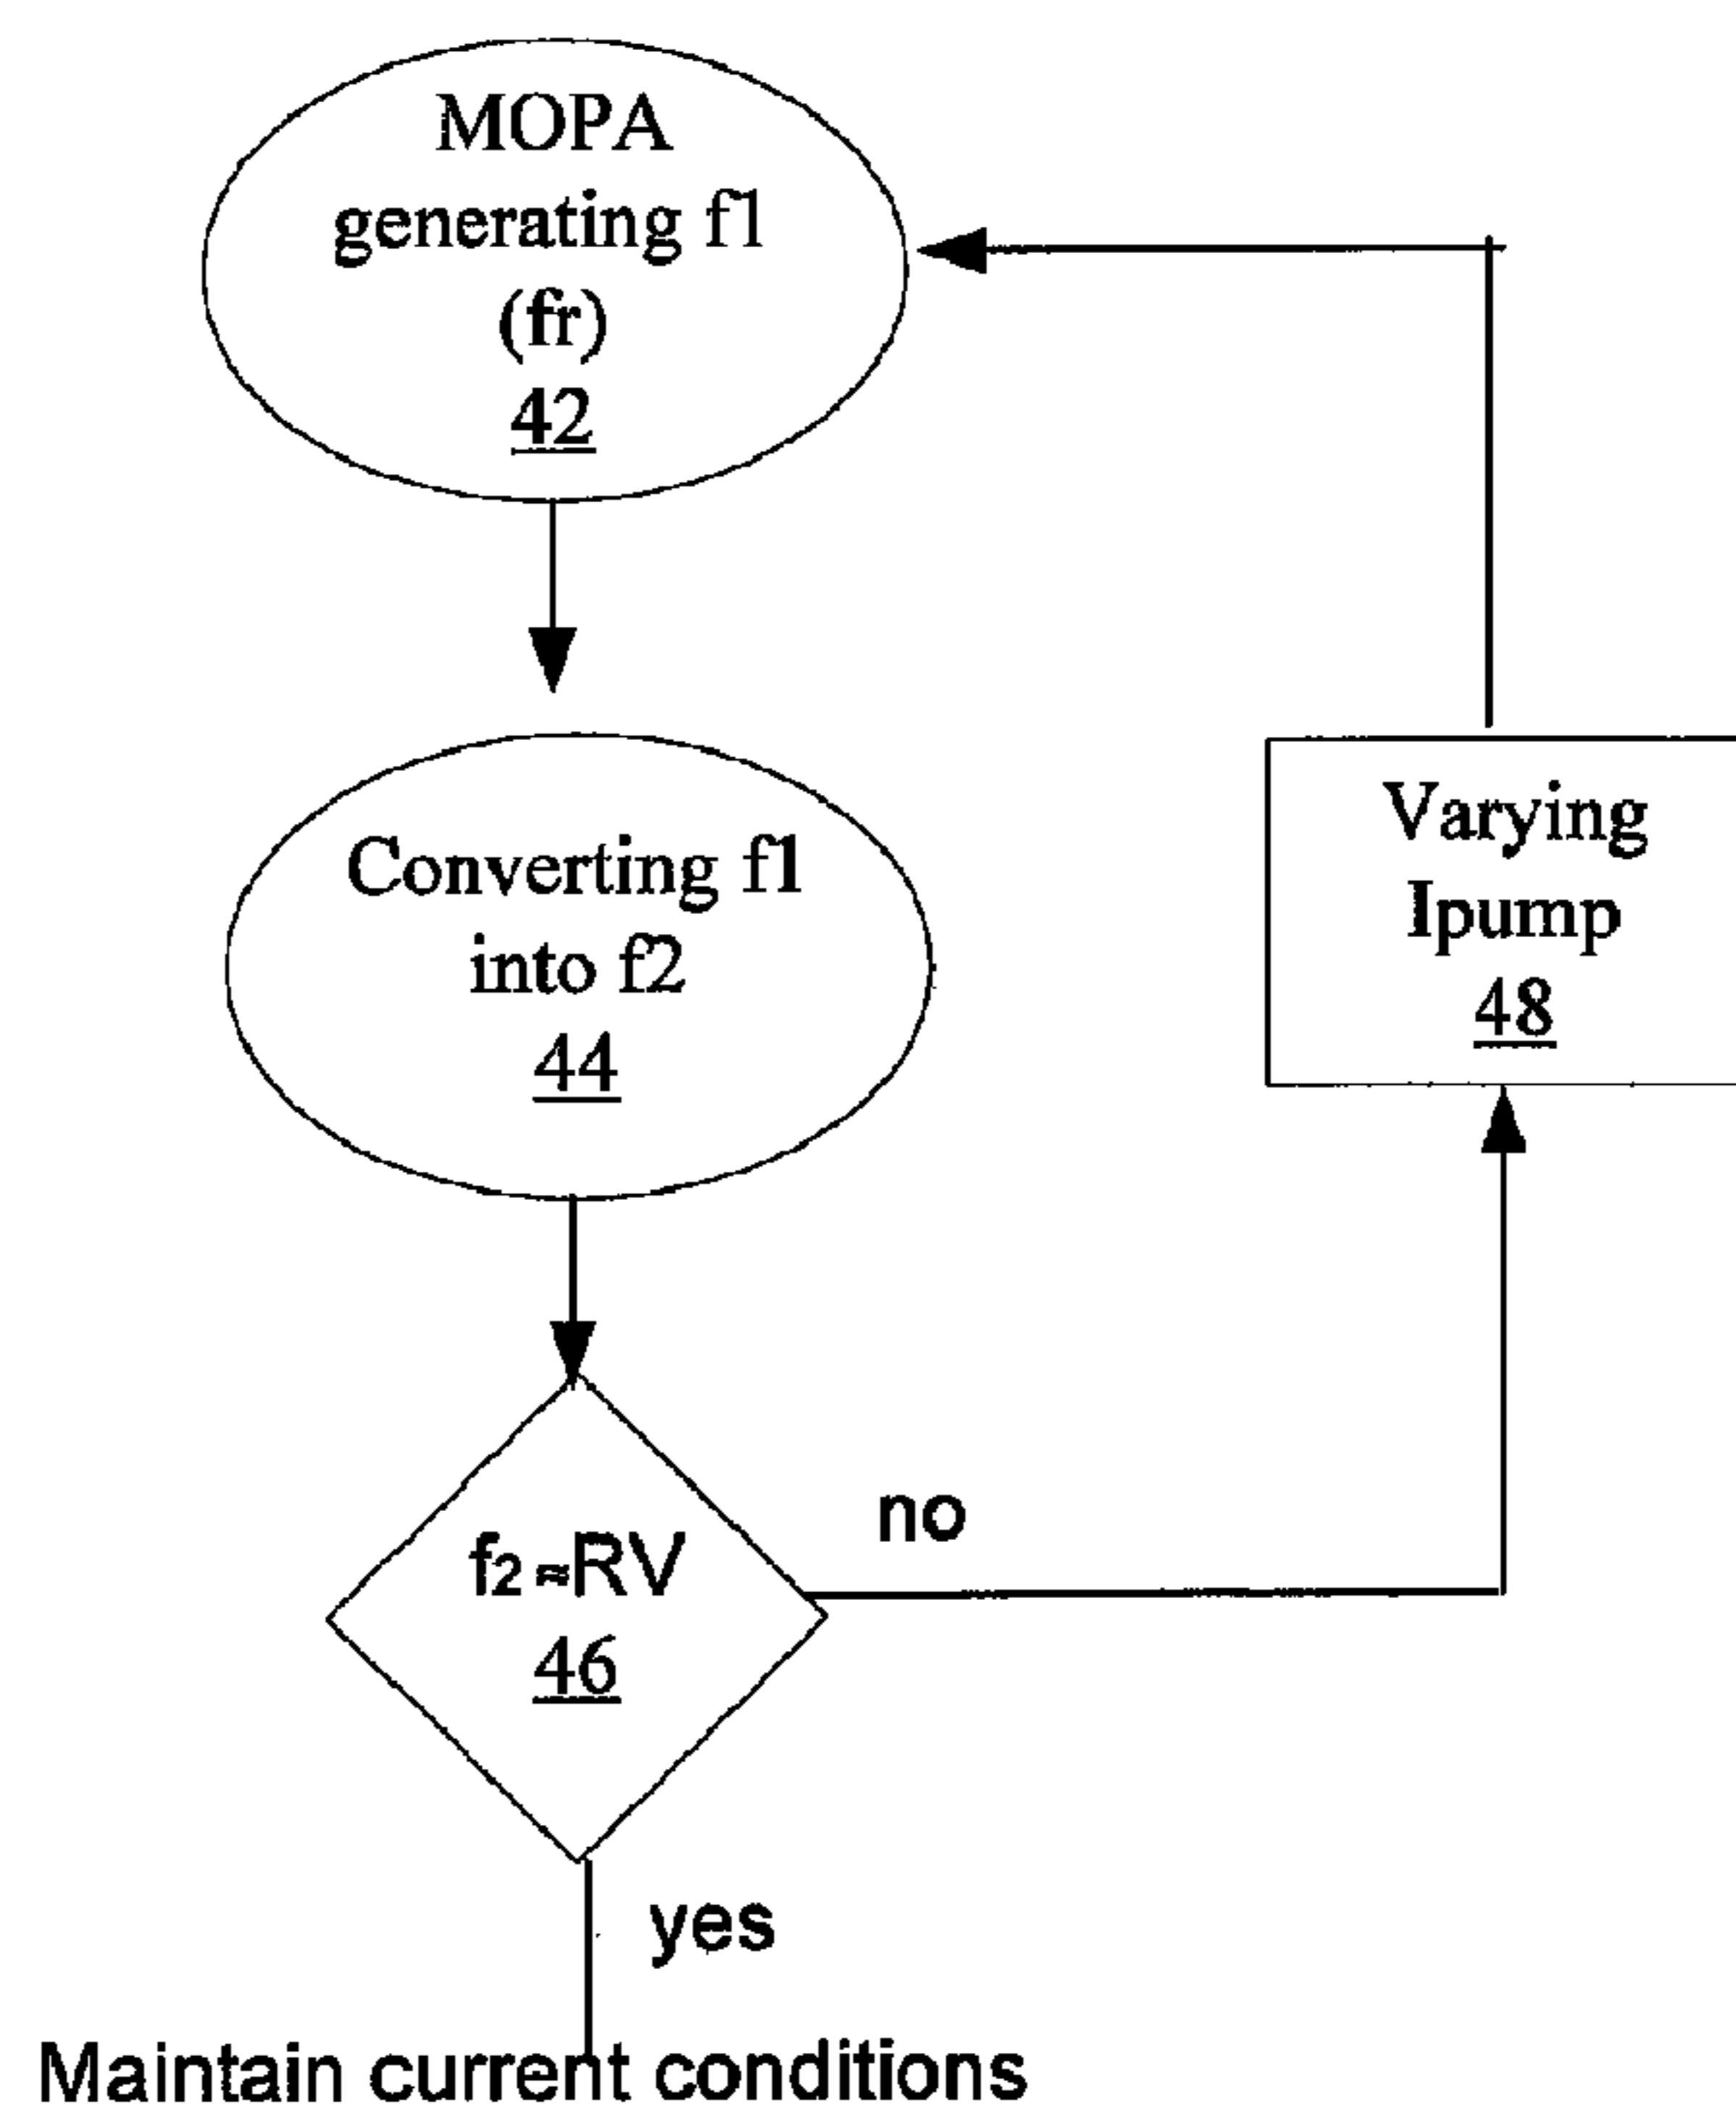 MOPA
generating f1
(fr)
42
Converting f1
into f2
44
Varying
Ipump
48
f2≈RV
46
no
yes
Maintain current conditions